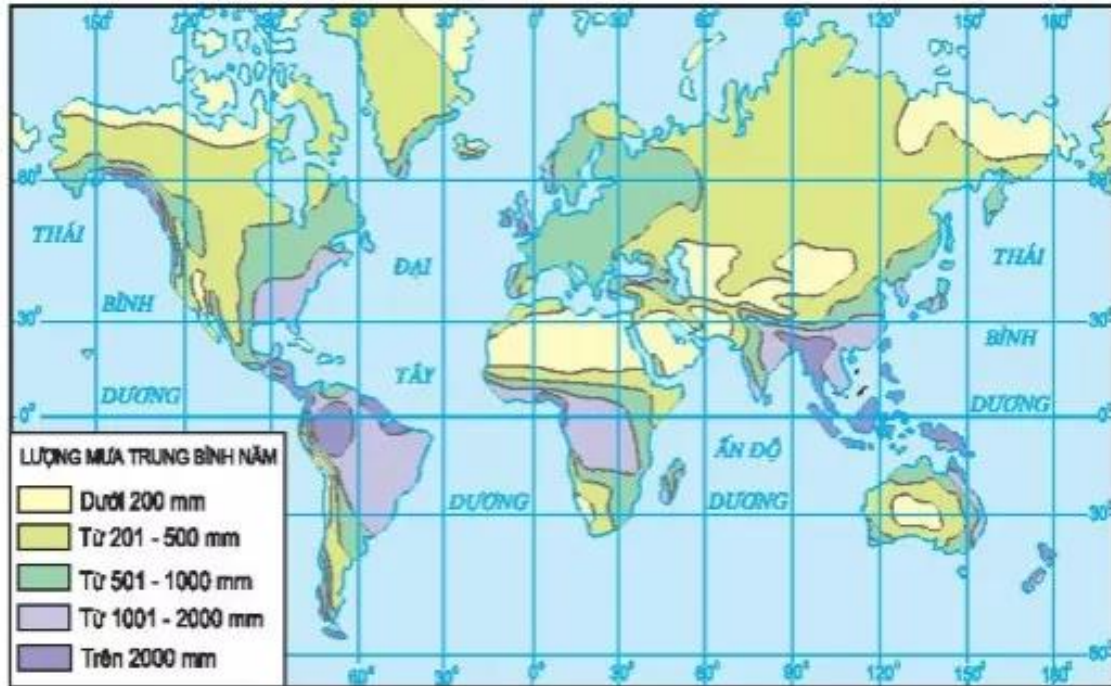 150° 120° 60° 30° 0° 30° 60° 90° 120° 150° 180°
60° 60°
THÁI ĐẠI THÁI
BÌNH
30° 30°
TÂY BÌNH
DƯƠNG DƯƠNG
0° 0°
ẤN ĐỘ
DƯƠNG DƯƠNG
30°
60°
LƯỢNG MƯA TRUNG BÌNH NĂM
Dưới 200 mm
Từ 201 - 500 mm
Từ 501 - 1000 mm
Từ 1001 - 2000 mm
Trên 2000 mm
60° 30° 0° 30° 60° 90° 120° 150° 180°